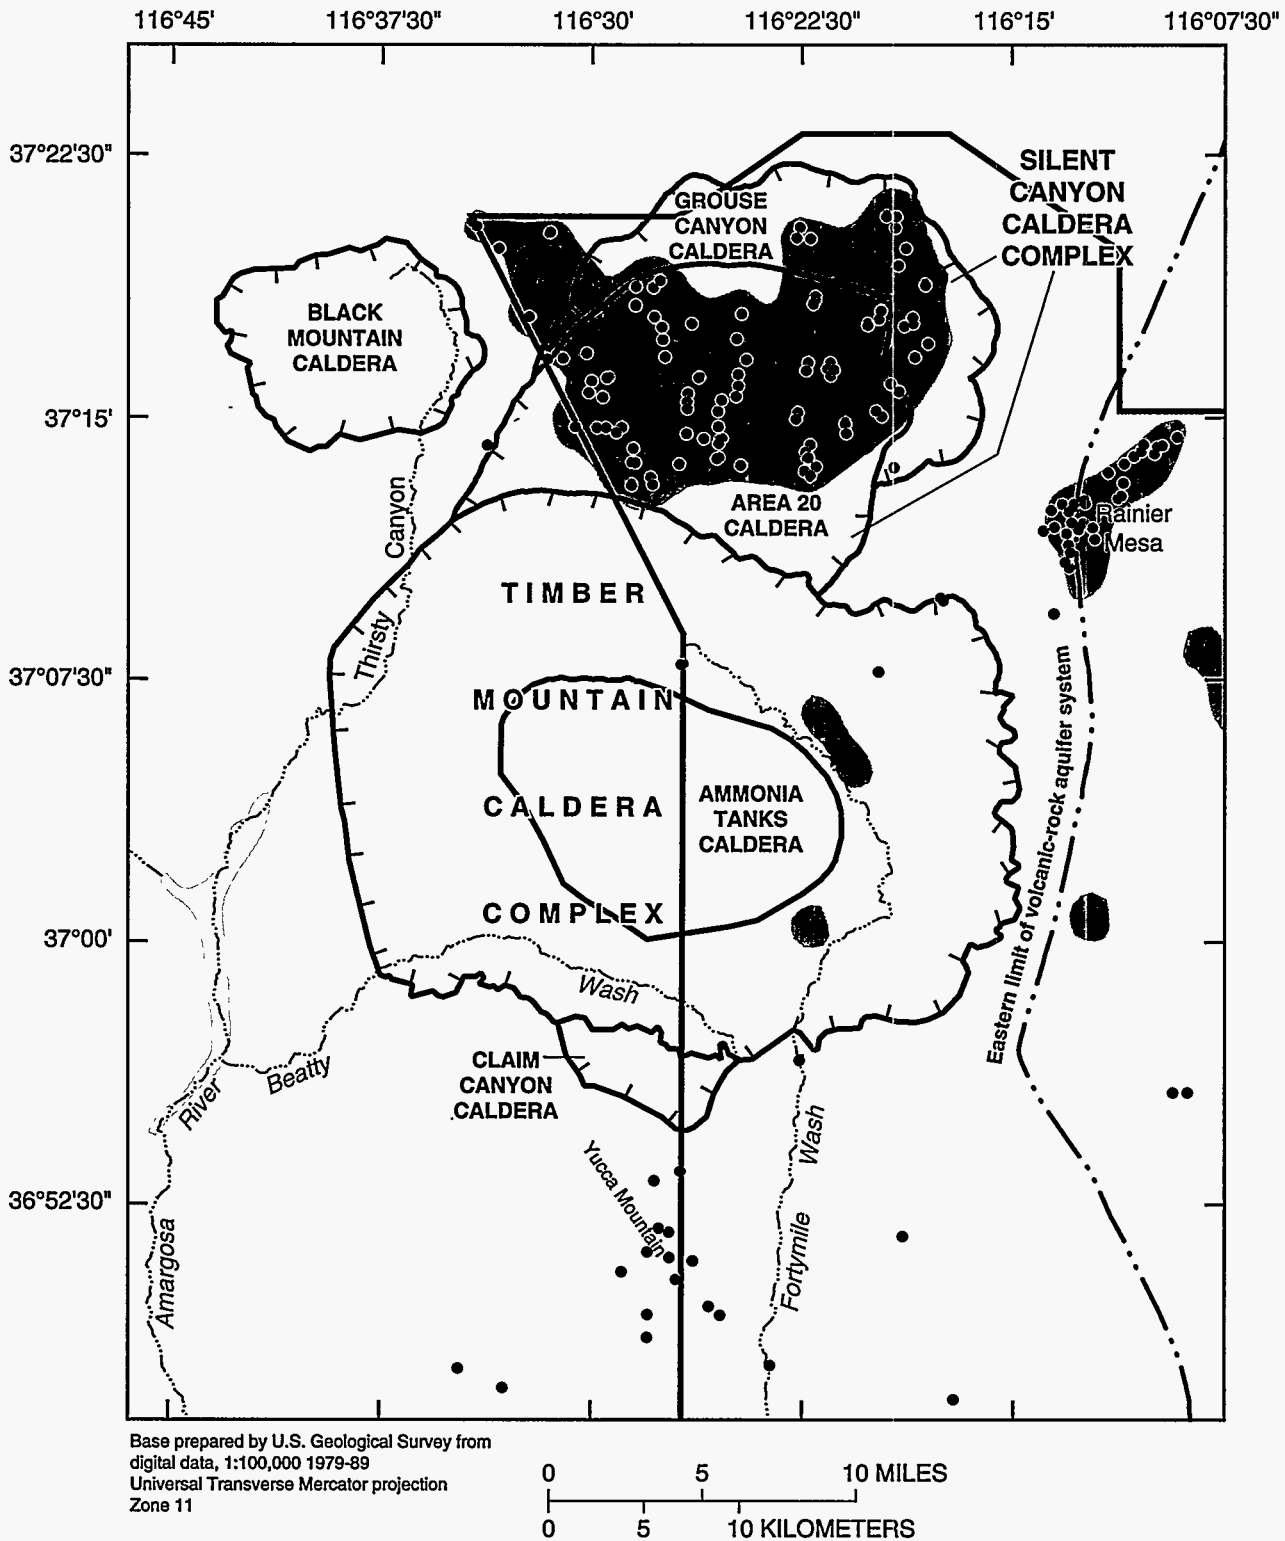 116°45' 116°37'30" 116°30' 116°22'30" 116°15' 116°07'30"
37°22'30"
37°15'
37°07'30"
37°00'
36°52'30"
SILENT
CANYON
CALDERA
COMPLEX
GROUSE
CANYON
CALDERA
BLACK
MOUNTAIN
CALDERA
AREA 20
CALDERA
Rainier
Mesa
Thirsty Canyon
TIMBER
MOUNTAIN
CALDERA
COMPLEX
AMMONIA
TANKS
CALDERA
Eastern limit of volcanic-rock aquifer system
Beatty Wash
CLAIM
CANYON
CALDERA
Amargosa River
Yucca Mountain
Fortymile Wash
Base prepared by U.S. Geological Survey from
digital data, 1:100,000 1979-89
Universal Transverse Mercator projection
Zone 11
0 5 10 MILES
0 5 10 KILOMETERS